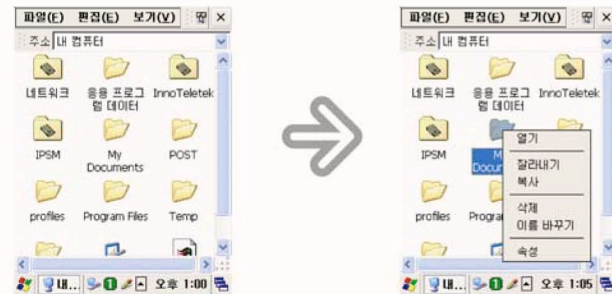 파일(F) 편집(E) 보기(V)
주소 내 컴퓨터
네트워크 응용 프로그램 데이터 InnoTeletek
IPSM My Documents POST
profiles Program Files Temp
내... 1 오후 1:00
파일(F) 편집(E) 보기(V)
주소 내 컴퓨터
네트워크 응용 프로그램 데이터 InnoTeletek
IPSM
profiles
열기
잘라내기
복사
삭제
이름 바꾸기
속성
내... 1 오후 1:05